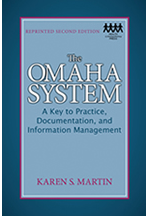 REPRINTED SECOND EDITION
The
OMAHA
SYSTEM
A Key to Practice,
Documentation, and
Information Management
KAREN S. MARTIN